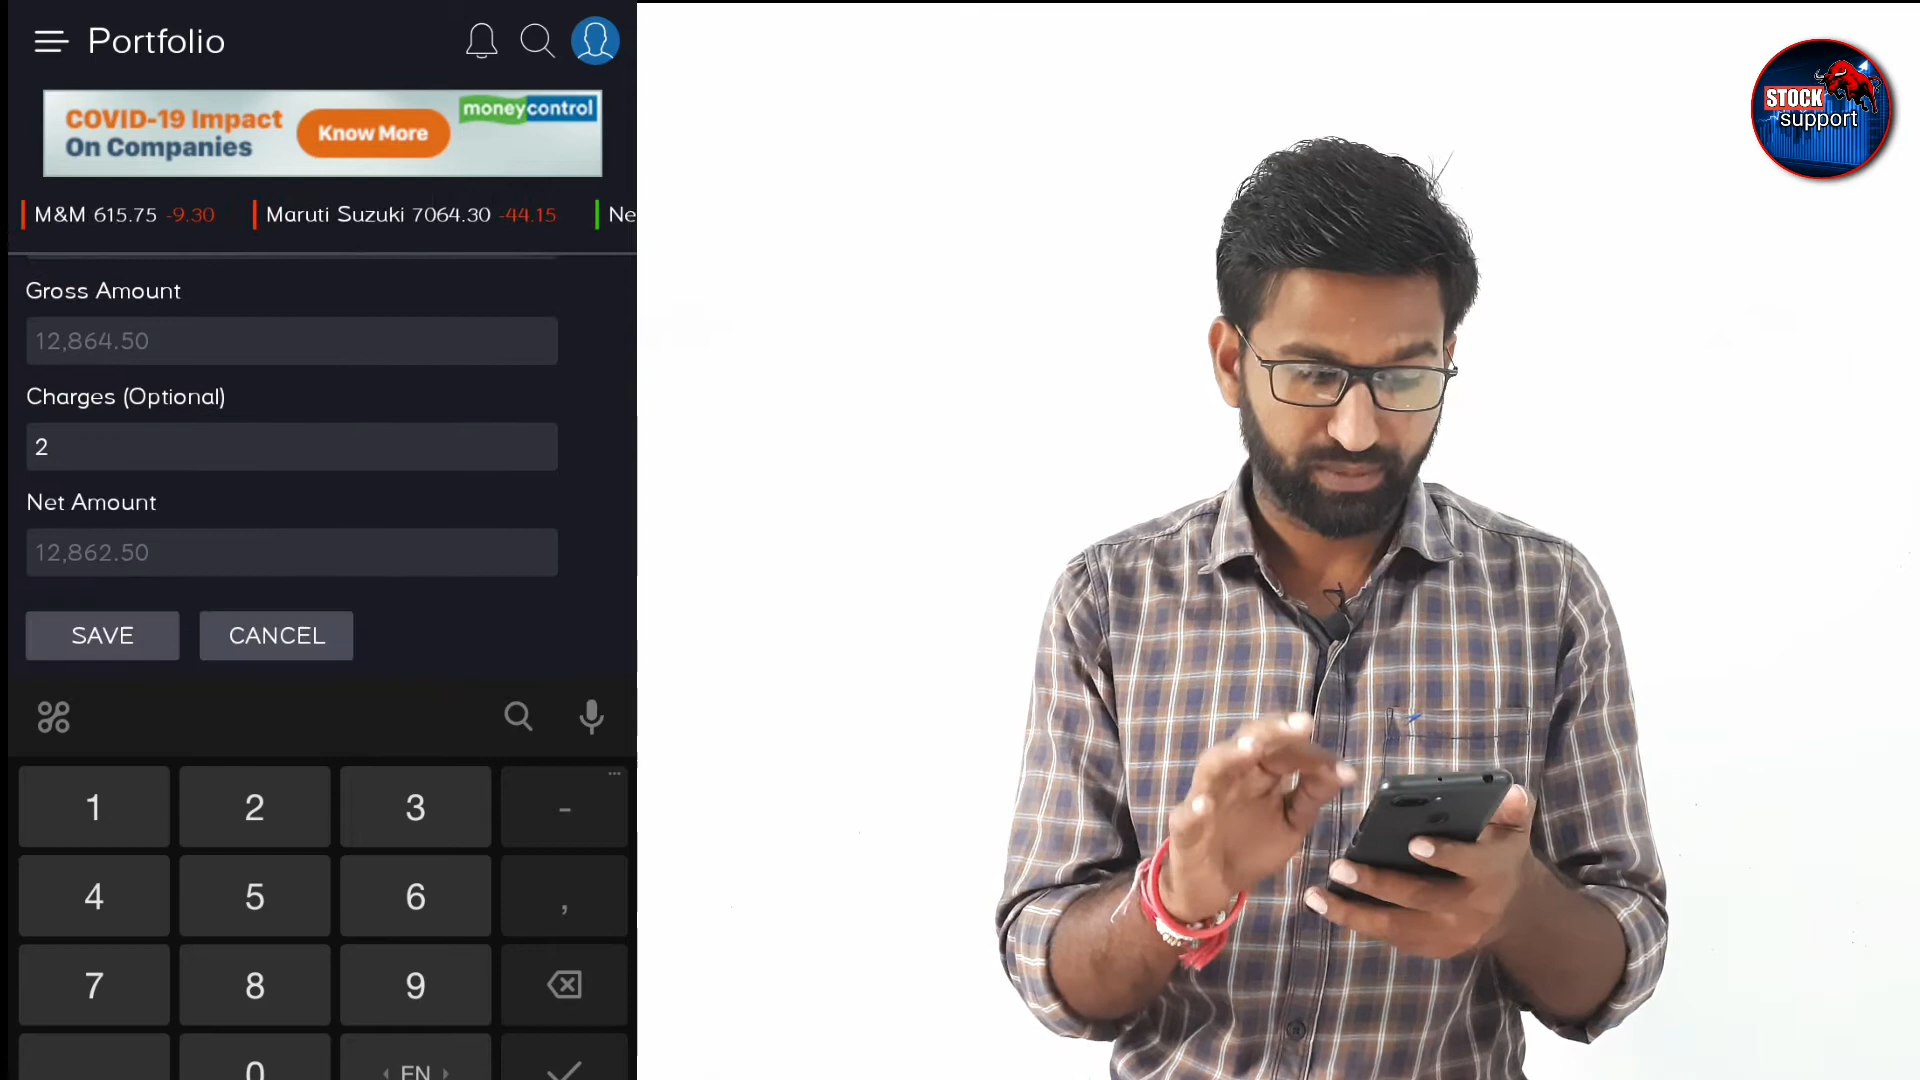 Portfolio
COVID-19 Impact
On Companies
Know More
moneycontrol
M&M 615.75 -9.30
Maruti Suzuki 7064.30 -44.15
Ne
Gross Amount
12,864.50
Charges (Optional)
2
Net Amount
12,862.50
SAVE
CANCEL
1
2
3
-
4
5
6
,
7
8
9
0
EN
STOCK
support